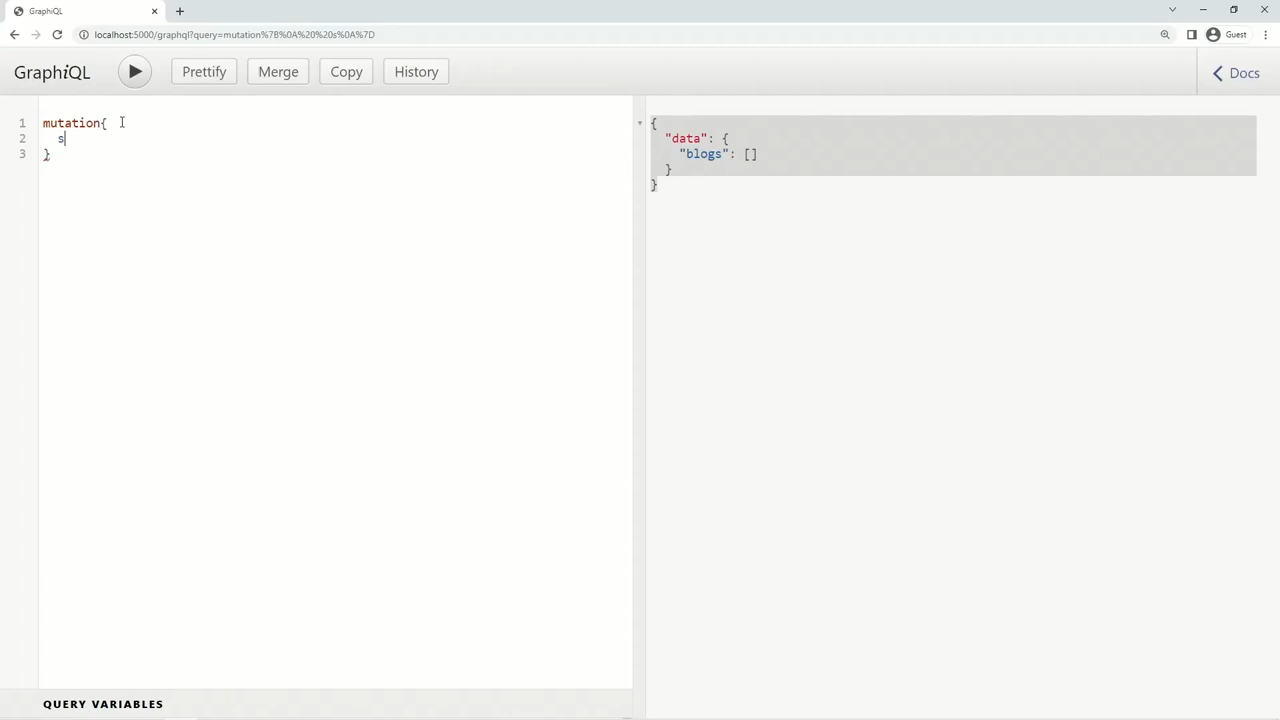 GraphiQL
localhost:5000/graphql?query=mutation%7B%0A%20%20s%0A%7D
Guest
GraphiQL
Prettify
Merge
Copy
History
Docs
1 mutation{
2 s
3 }
{
"data": {
"blogs": []
}
}
QUERY VARIABLES